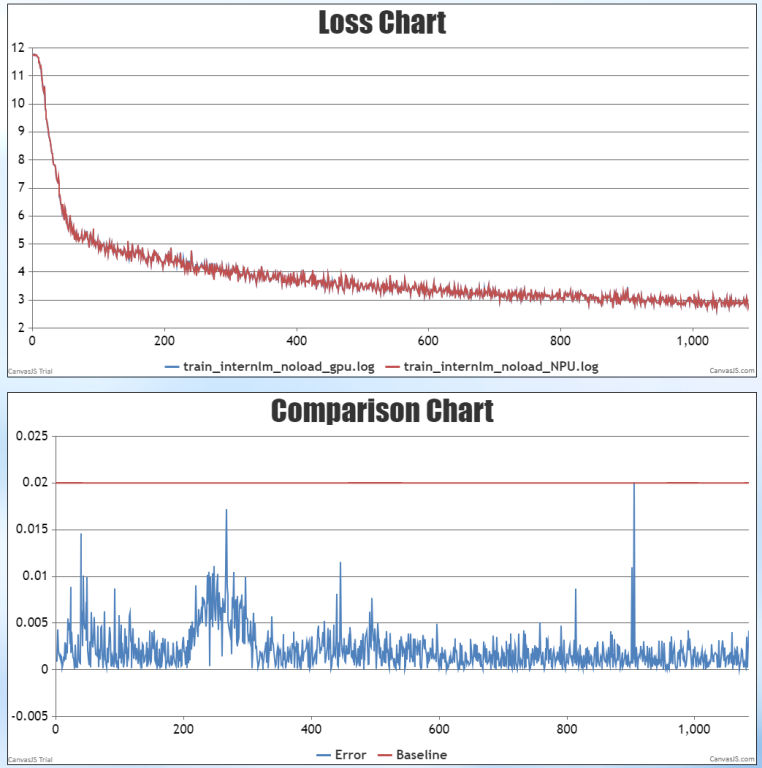 Loss Chart
12
11
10
9
8
7
6
5
4
3
2
0 200 400 600 800 1,000
train_internlm_noload_gpu.log train_internlm_noload_NPU.log
CanvasJS Trial CanvasJS.com
Comparison Chart
0.025
0.02
0.015
0.01
0.005
0
-0.005
0 200 400 600 800 1,000
Error Baseline
CanvasJS Trial CanvasJS.com